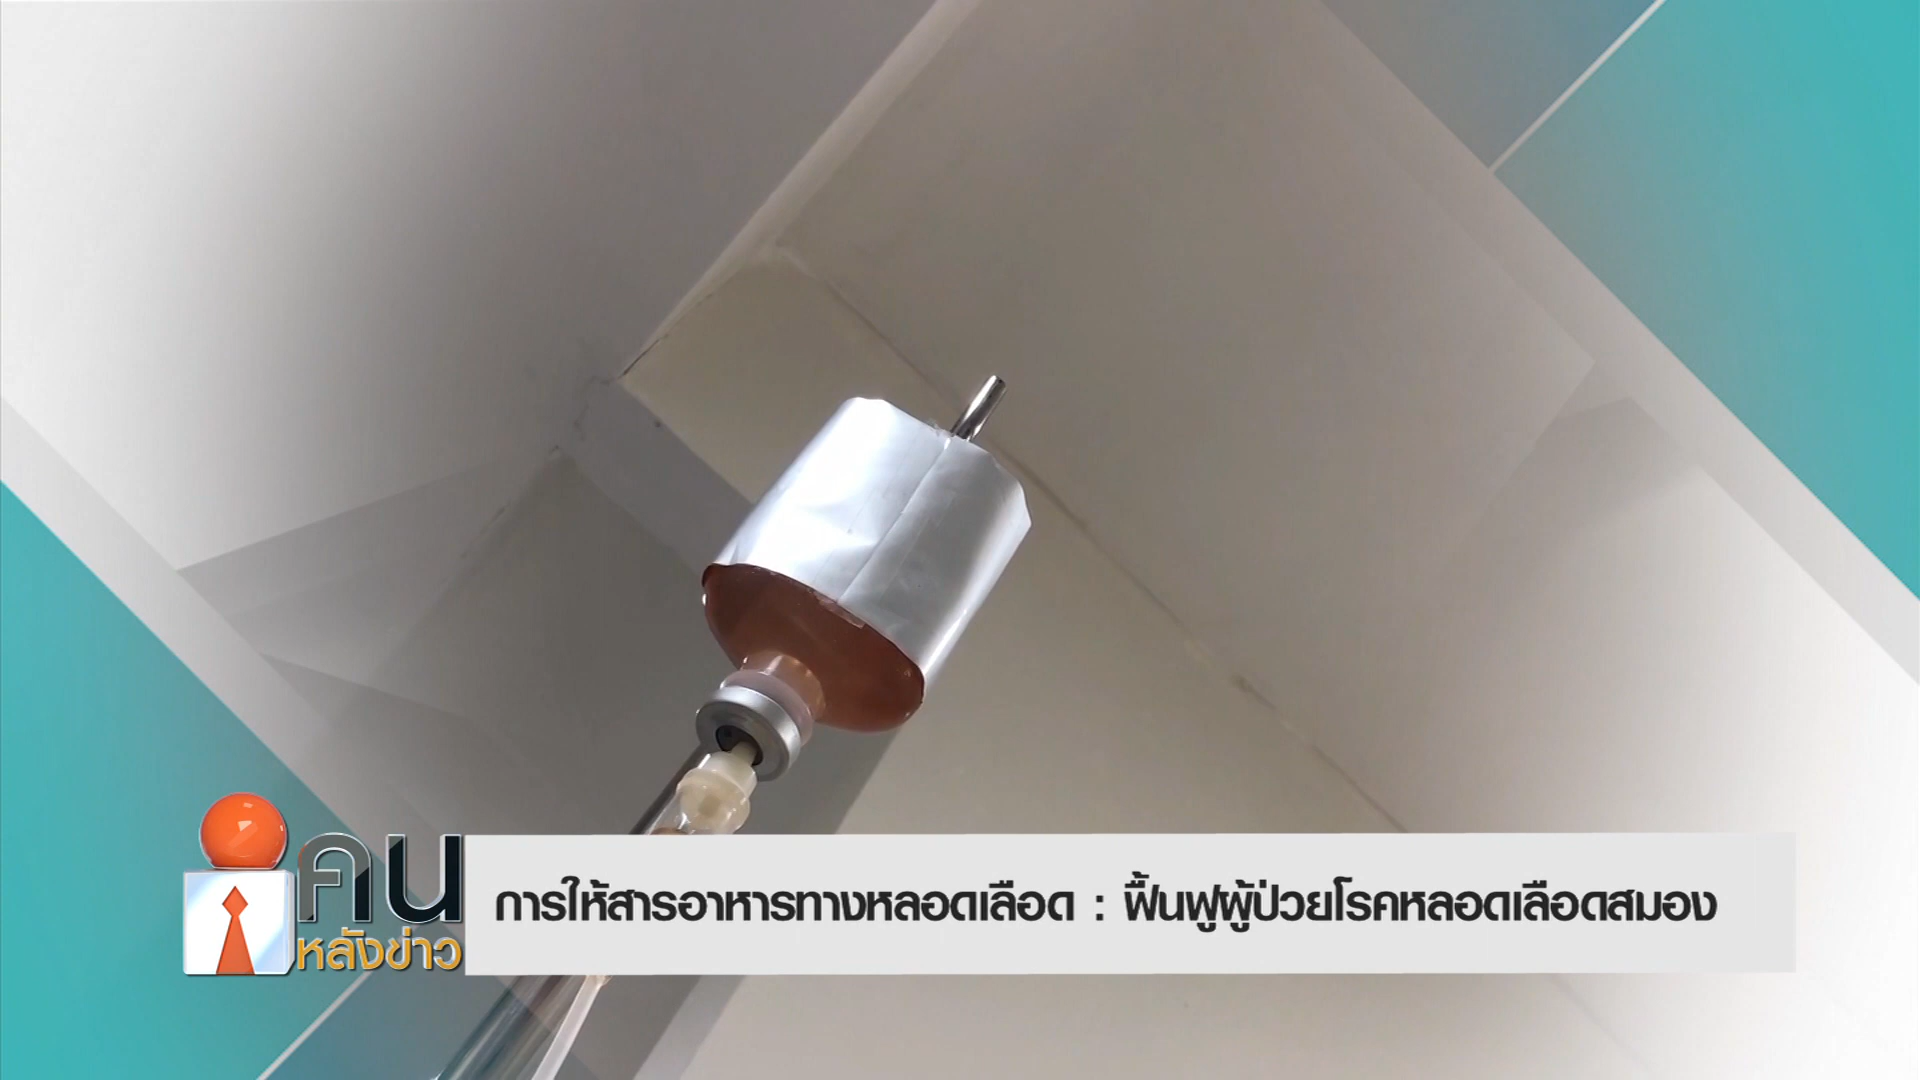 คน
หลังข่าว
การให้สารอาหารทางหลอดเลือด : ฟื้นฟูผู้ป่วยโรคหลอดเลือดสมอง